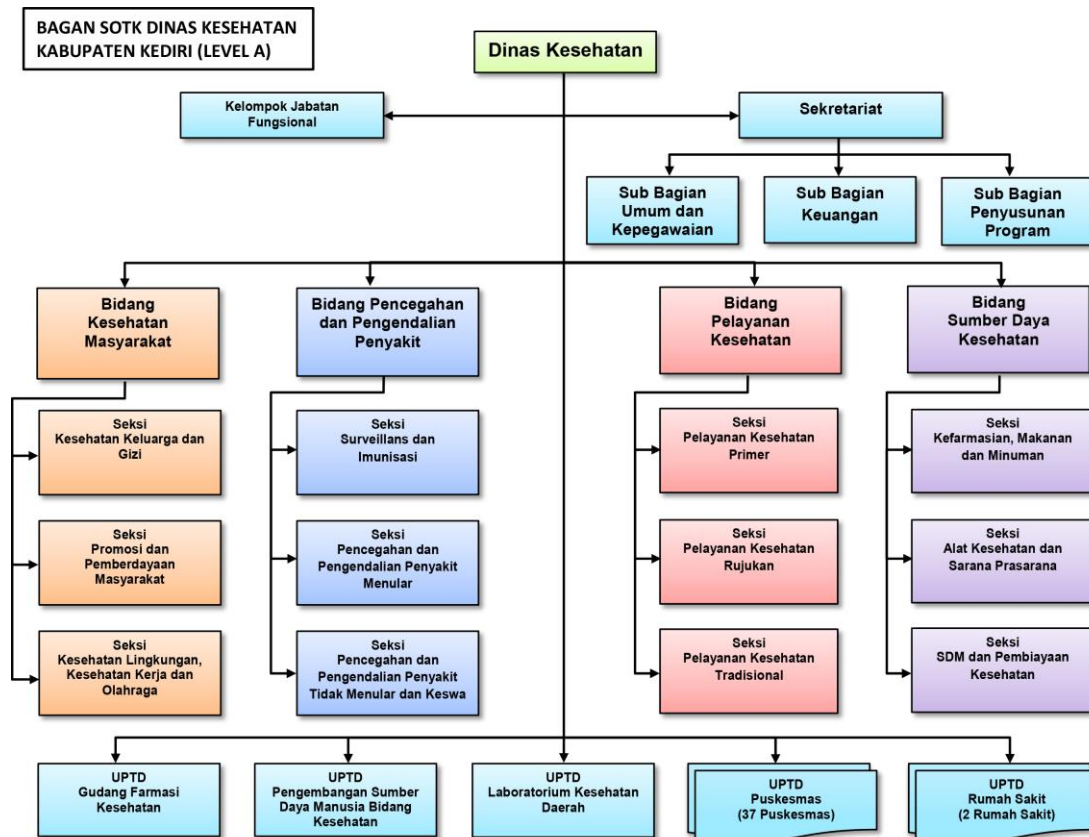 BAGAN SOTK DINAS KESEHATAN
KABUPATEN KEDIRI (LEVEL A)
Dinas Kesehatan
Kelompok Jabatan
Fungsional
Sekretariat
Sub Bagian
Umum dan
Kepegawaian
Sub Bagian
Keuangan
Sub Bagian
Penyusunan
Program
Bidang
Kesehatan
Masyarakat
Bidang Pencegahan
dan Pengendalian
Penyakit
Bidang
Pelayanan
Kesehatan
Bidang
Sumber Daya
Kesehatan
Seksi
Kesehatan Keluarga dan
Gizi
Seksi
Surveillans dan
Imunisasi
Seksi
Pelayanan Kesehatan
Primer
Seksi
Kefarmasian, Makanan
dan Minuman
Seksi
Promosi dan
Pemberdayaan
Masyarakat
Seksi
Pencegahan dan
Pengendalian Penyakit
Menular
Seksi
Pelayanan Kesehatan
Rujukan
Seksi
Alat Kesehatan dan
Sarana Prasarana
Seksi
Kesehatan Lingkungan,
Kesehatan Kerja dan
Olahraga
Seksi
Pencegahan dan
Pengendalian Penyakit
Tidak Menular dan Keswa
Seksi
Pelayanan Kesehatan
Tradisional
Seksi
SDM dan Pembiayaan
Kesehatan
UPTD
Gudang Farmasi
Kesehatan
UPTD
Pengembangan Sumber
Daya Manusia Bidang
Kesehatan
UPTD
Laboratorium Kesehatan
Daerah
UPTD
Puskesmas
(37 Puskesmas)
UPTD
Rumah Sakit
(2 Rumah Sakit)